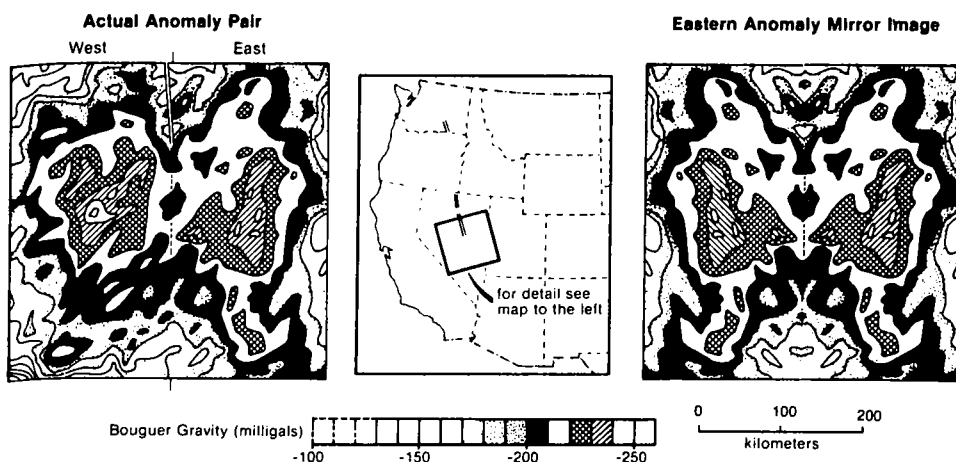 Actual Anomaly Pair
West East
Eastern Anomaly Mirror Image
for detail see
map to the left
Bouguer Gravity (milligals)
-100 -150 -200 -250
0 100 200
kilometers